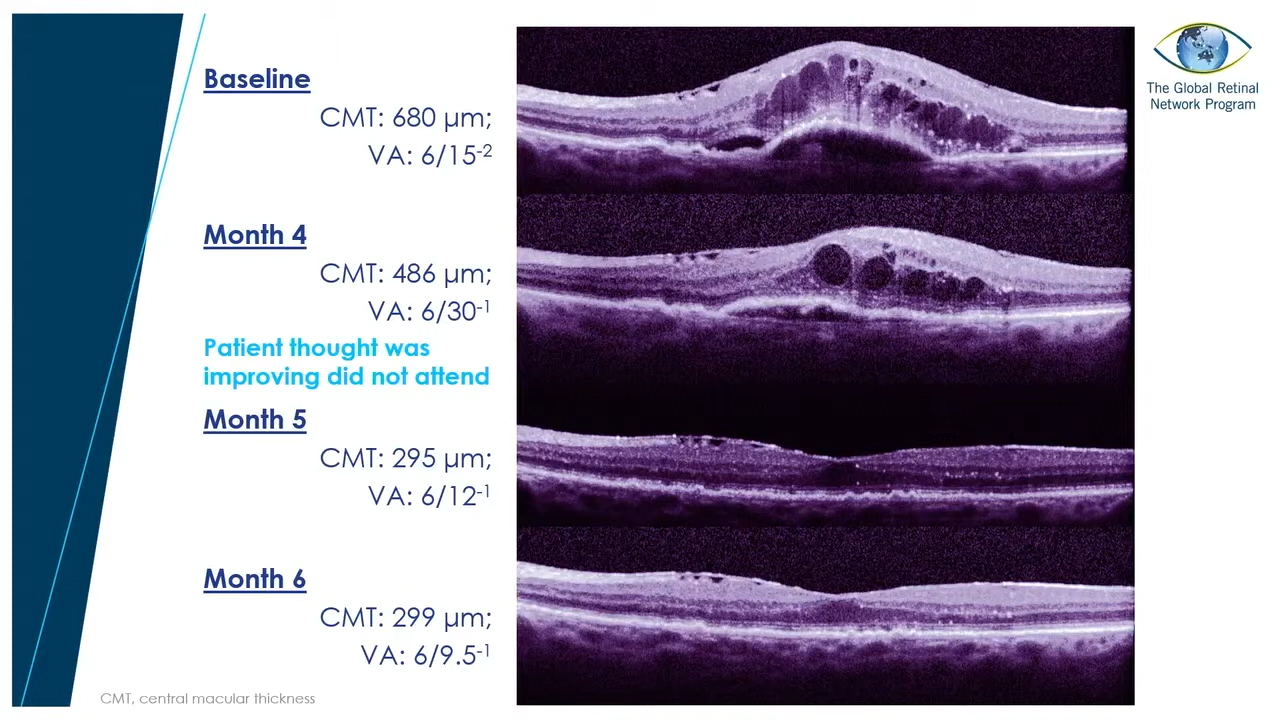 Baseline
CMT: 680 µm;
VA: 6/15-2
Month 4
CMT: 486 µm;
VA: 6/30-1
Patient thought was
improving did not attend
Month 5
CMT: 295 µm;
VA: 6/12-1
Month 6
CMT: 299 µm;
VA: 6/9.5-1
CMT, central macular thickness
The Global Retinal
Network Program